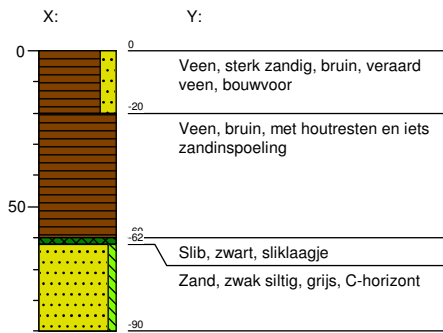 X: Y:
0
0
Veen, sterk zandig, bruin, veraard
veen, bouwvoor
-20
Veen, bruin, met houtresten en iets
zandinspoeling
50
-62
Slib, zwart, sliklaagje
Zand, zwak siltig, grijs, C-horizont
-90